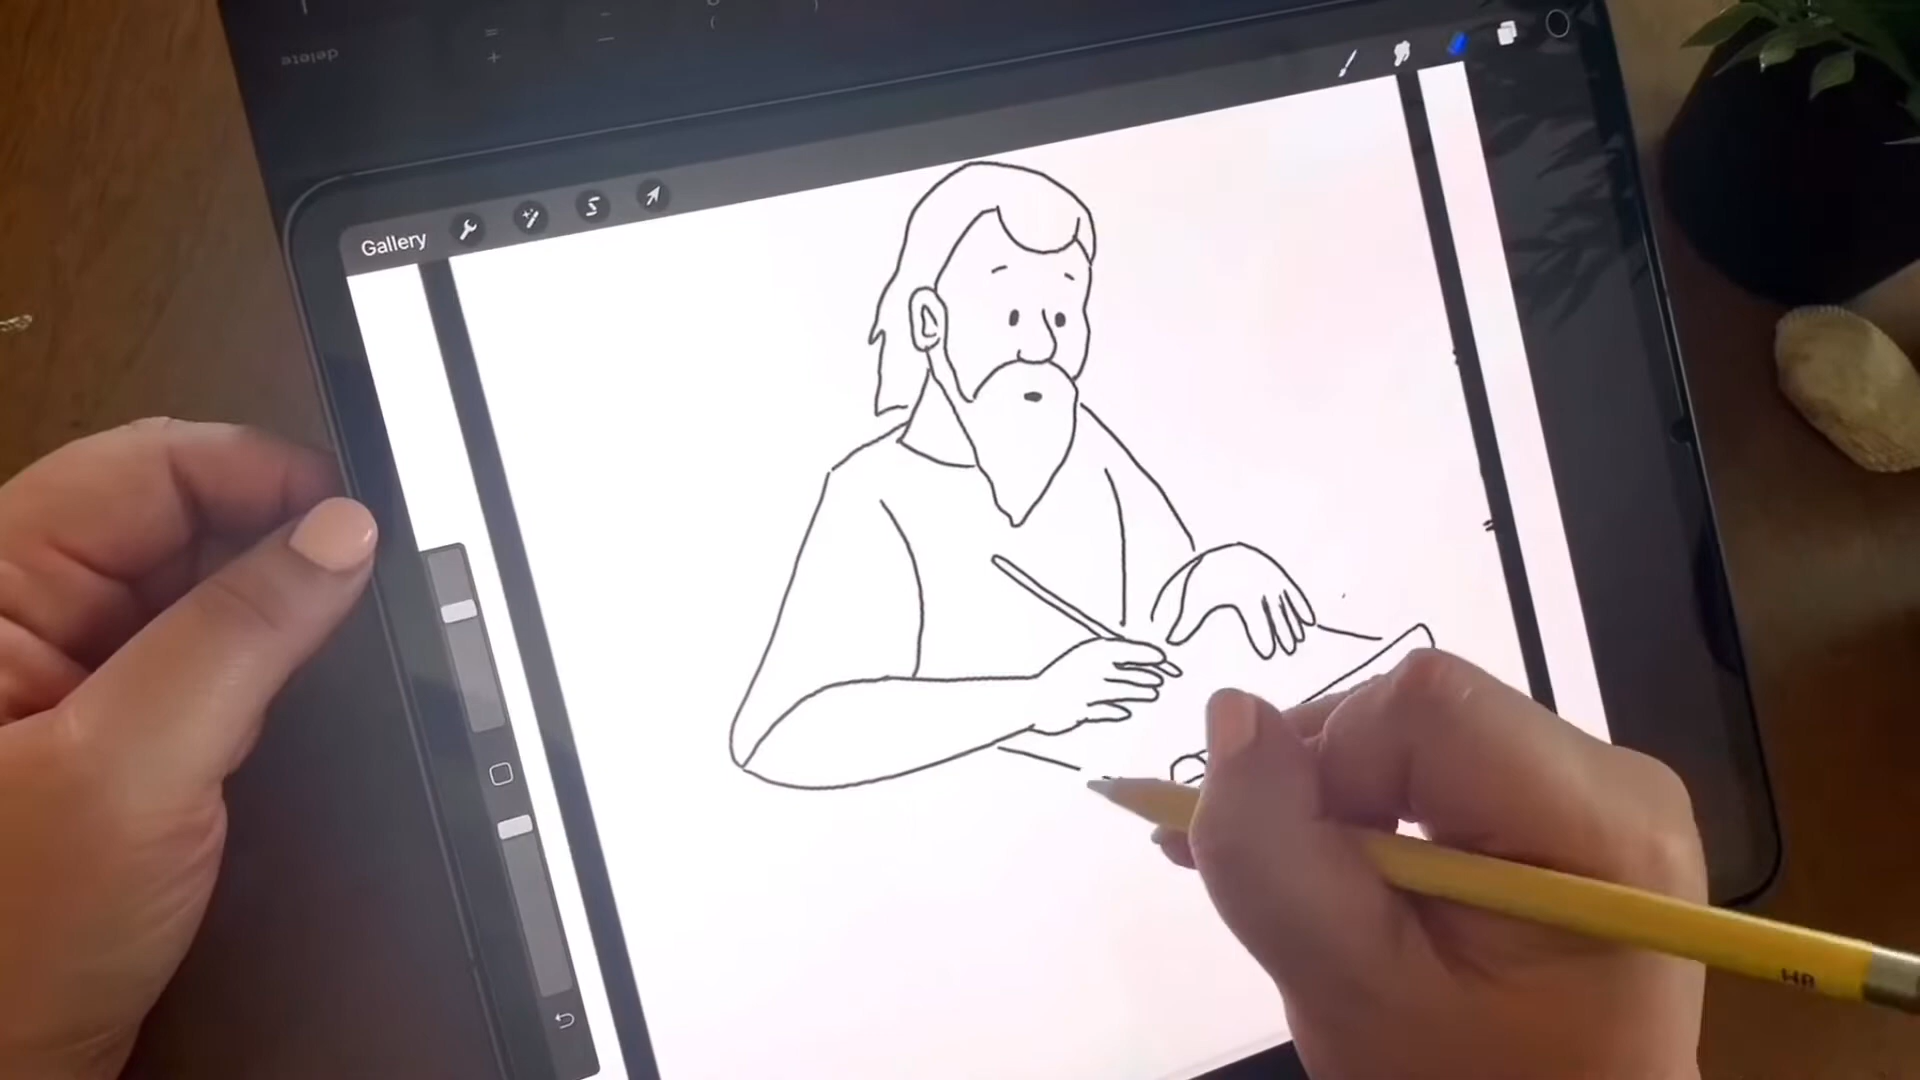 delete
=
+
Gallery
HB